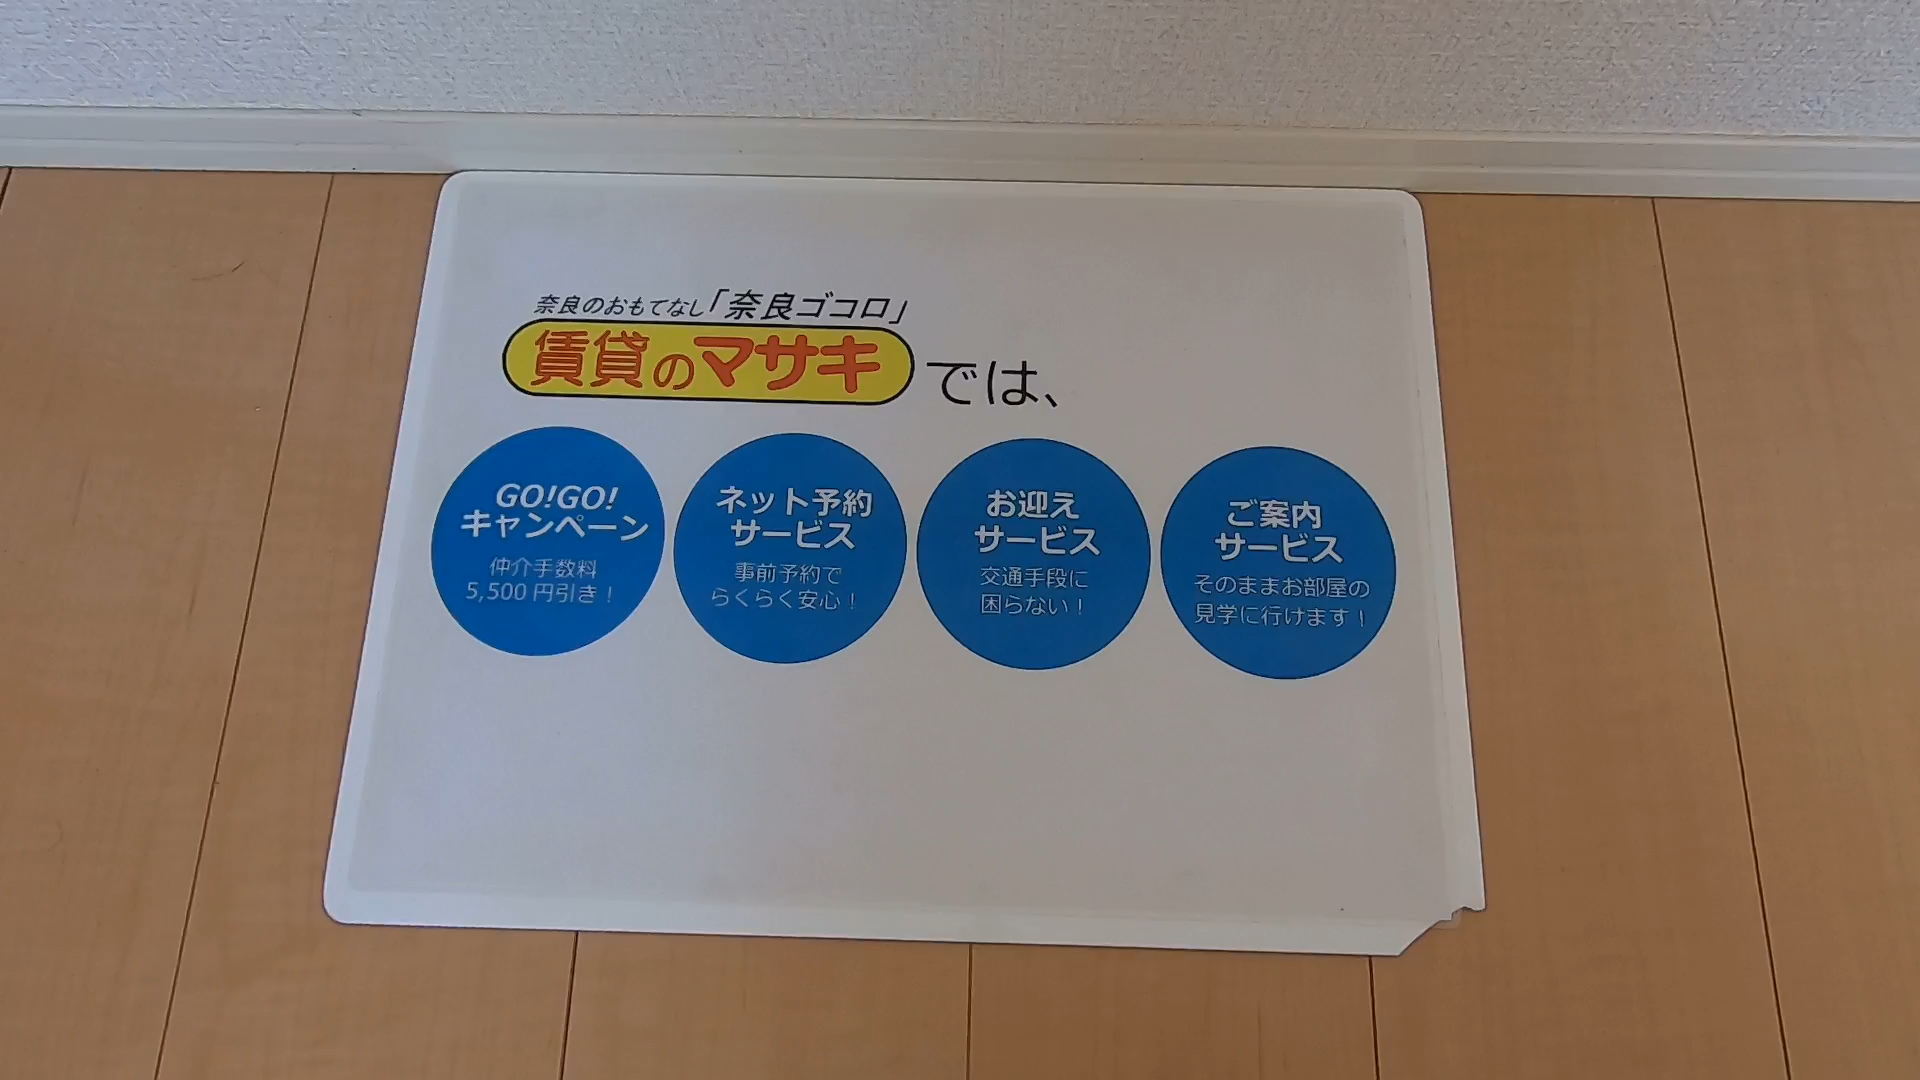 奈良のおもてなし「奈良ゴコロ」
賃貸のマサキでは、
GO!GO!
キャンペーン
仲介手数料
5,500円引き！
ネット予約
サービス
事前予約で
らくらく安心！
お迎え
サービス
交通手段に
困らない！
ご案内
サービス
そのままお部屋の
見学に行けます！